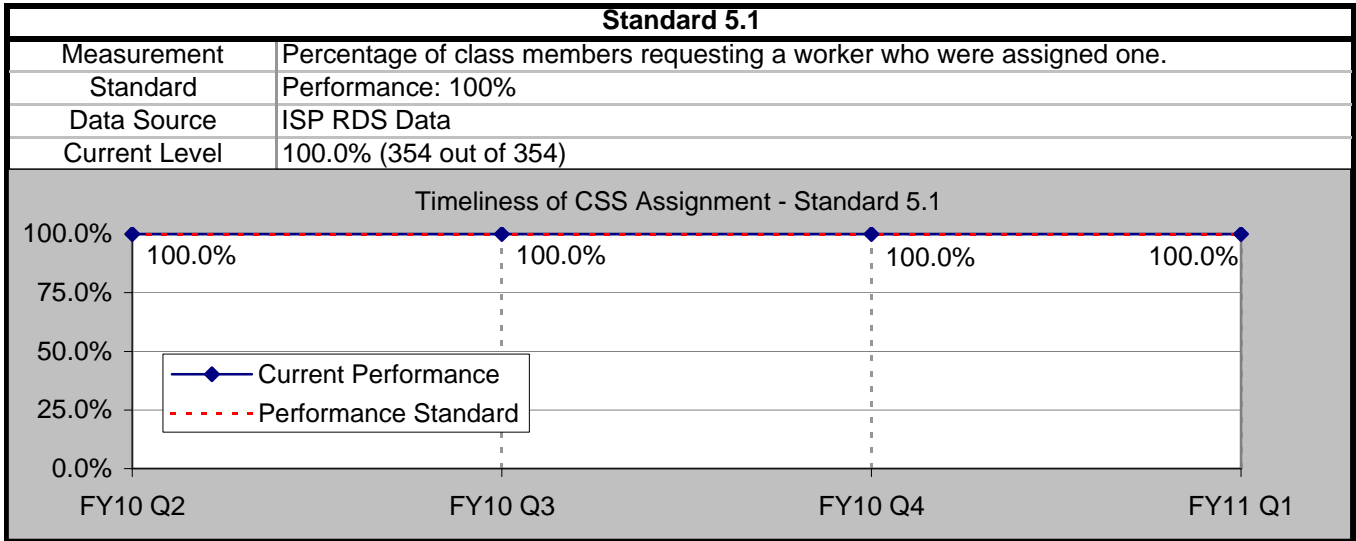 Standard 5.1
Measurement Percentage of class members requesting a worker who were assigned one.
Standard Performance: 100%
Data Source ISP RDS Data
Current Level 100.0% (354 out of 354)
Timeliness of CSS Assignment - Standard 5.1
100.0%
100.0% 100.0% 100.0% 100.0%
75.0%
50.0%
Current Performance
25.0%
Performance Standard
0.0%
FY10 Q2 FY10 Q3 FY10 Q4 FY11 Q1